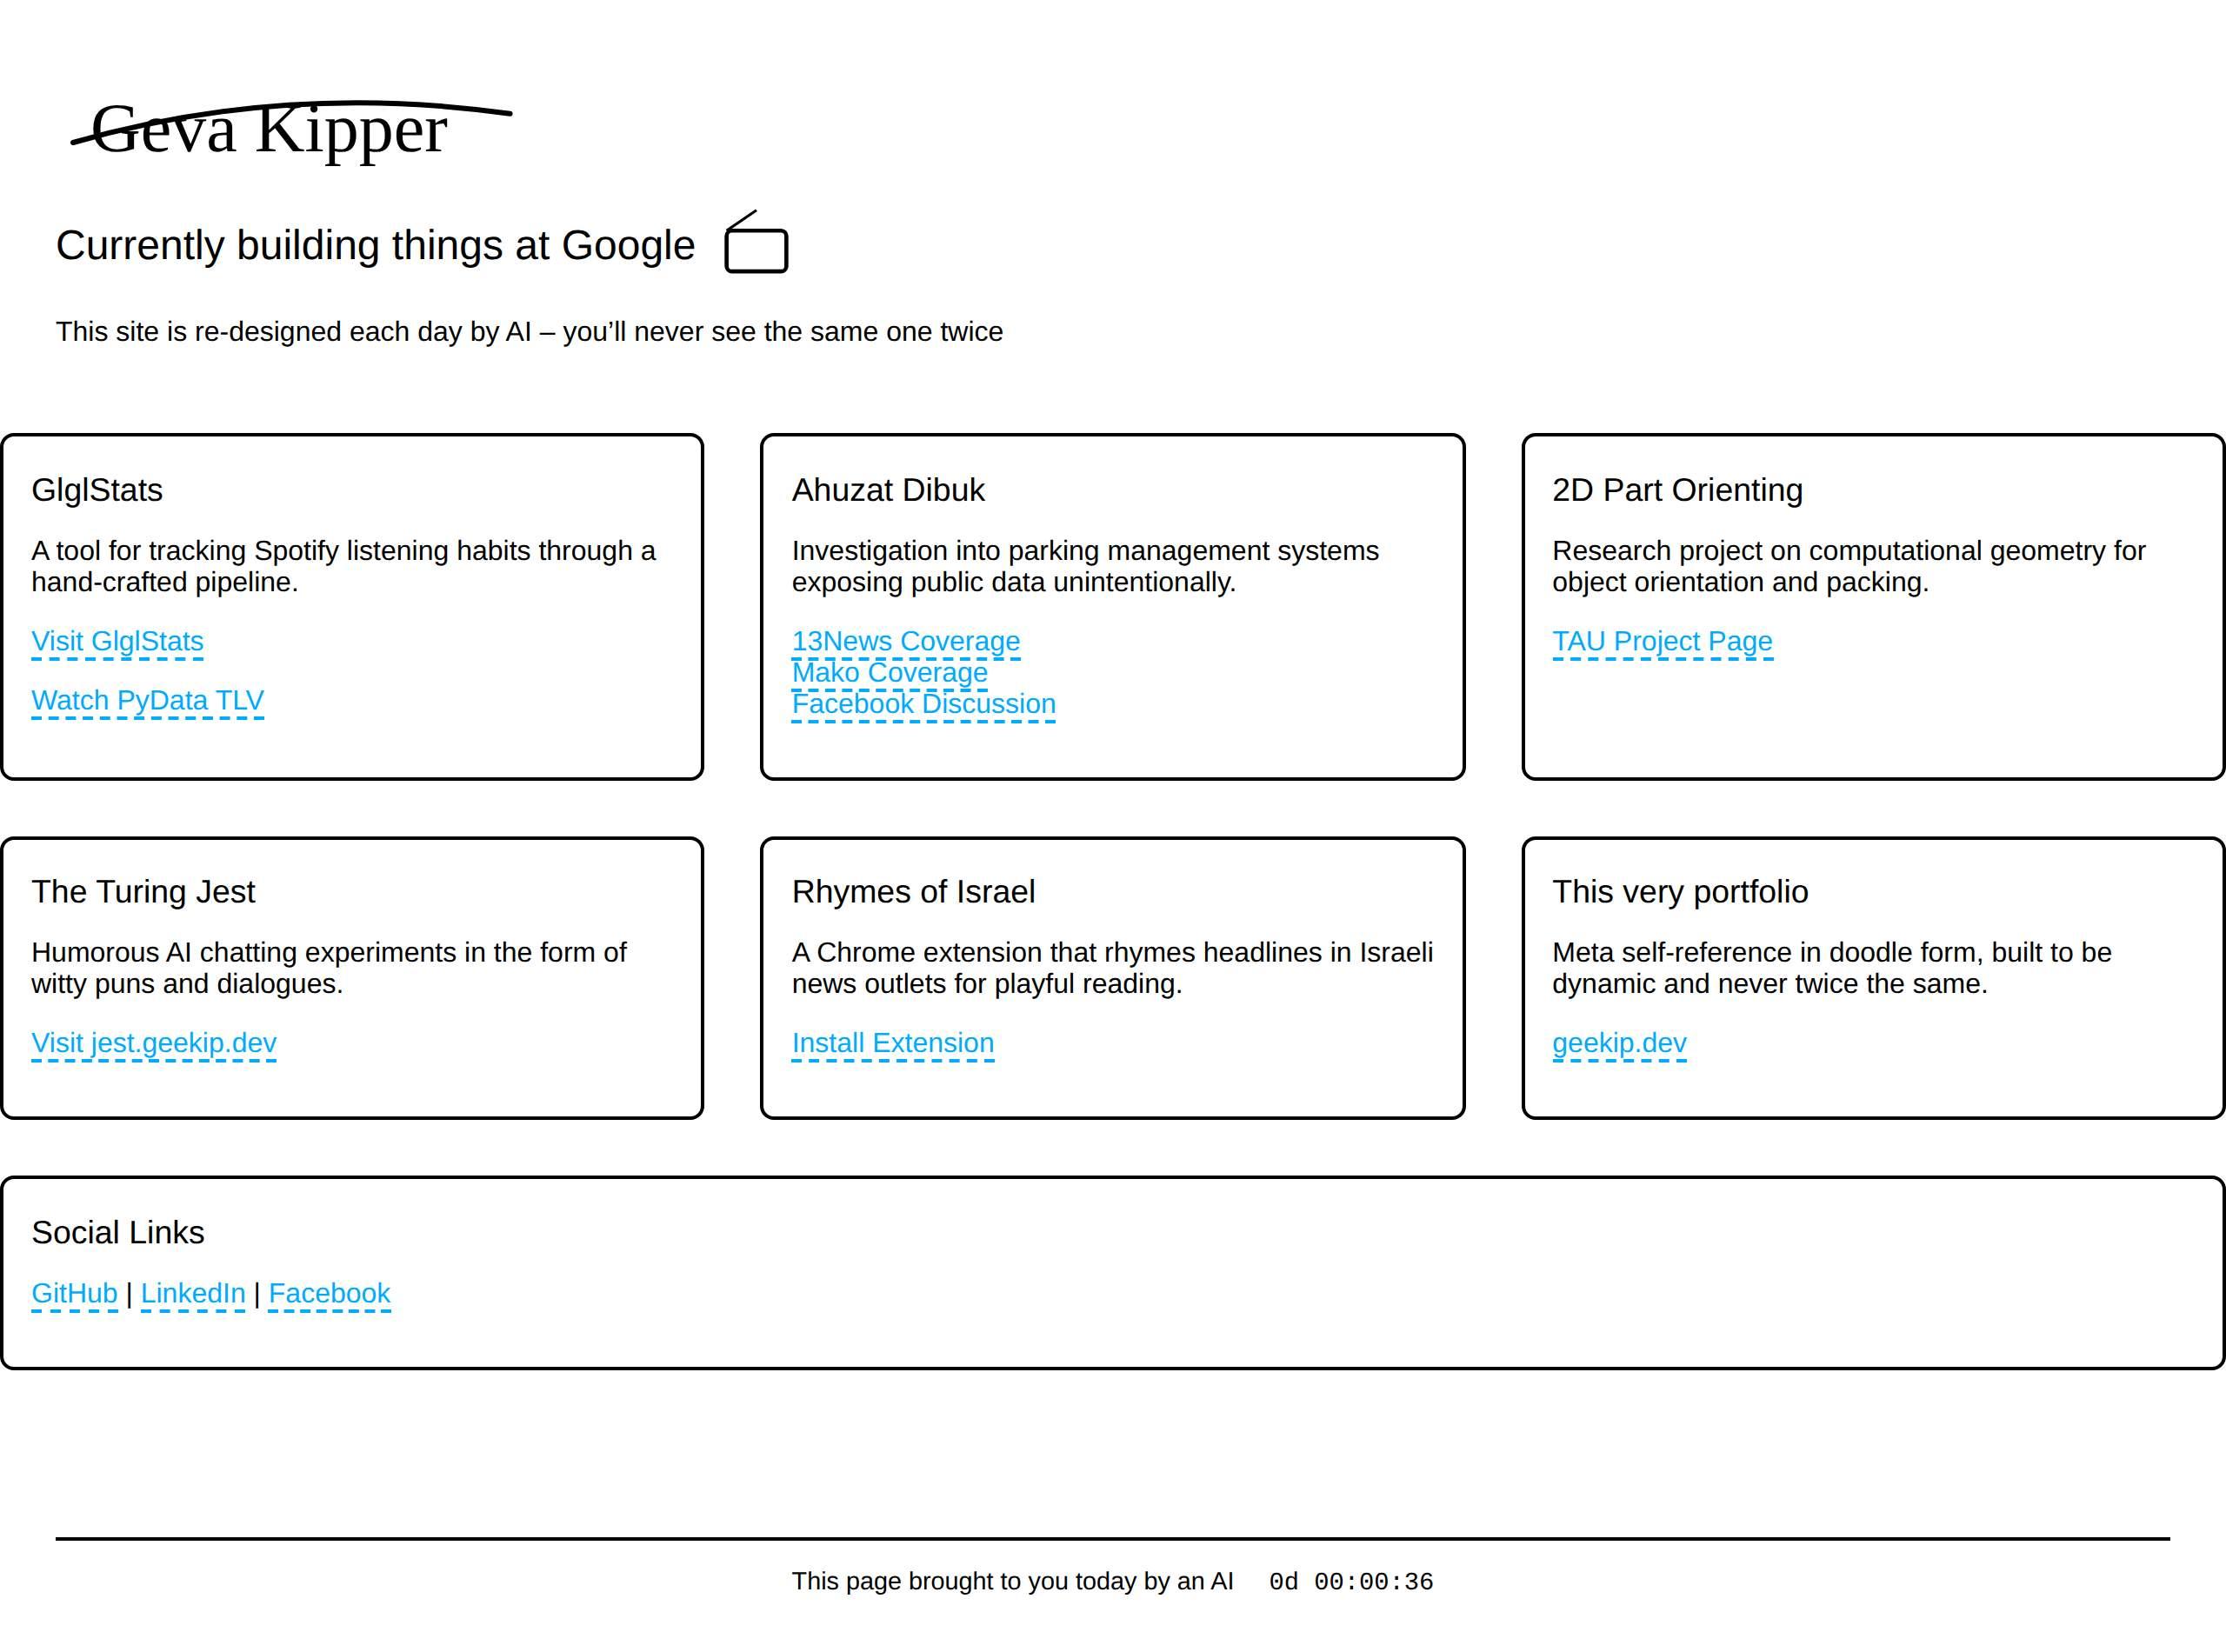 Geva Kipper
Currently building things at Google
This site is re-designed each day by AI – you’ll never see the same one twice
GlglStats
A tool for tracking Spotify listening habits through a
hand-crafted pipeline.
Visit GlglStats
Watch PyData TLV
Ahuzat Dibuk
Investigation into parking management systems
exposing public data unintentionally.
13News Coverage
Mako Coverage
Facebook Discussion
2D Part Orienting
Research project on computational geometry for
object orientation and packing.
TAU Project Page
The Turing Jest
Humorous AI chatting experiments in the form of
witty puns and dialogues.
Visit jest.geekip.dev
Rhymes of Israel
A Chrome extension that rhymes headlines in Israeli
news outlets for playful reading.
Install Extension
This very portfolio
Meta self-reference in doodle form, built to be
dynamic and never twice the same.
geekip.dev
Social Links
GitHub | LinkedIn | Facebook
This page brought to you today by an AI 0d 00:00:36